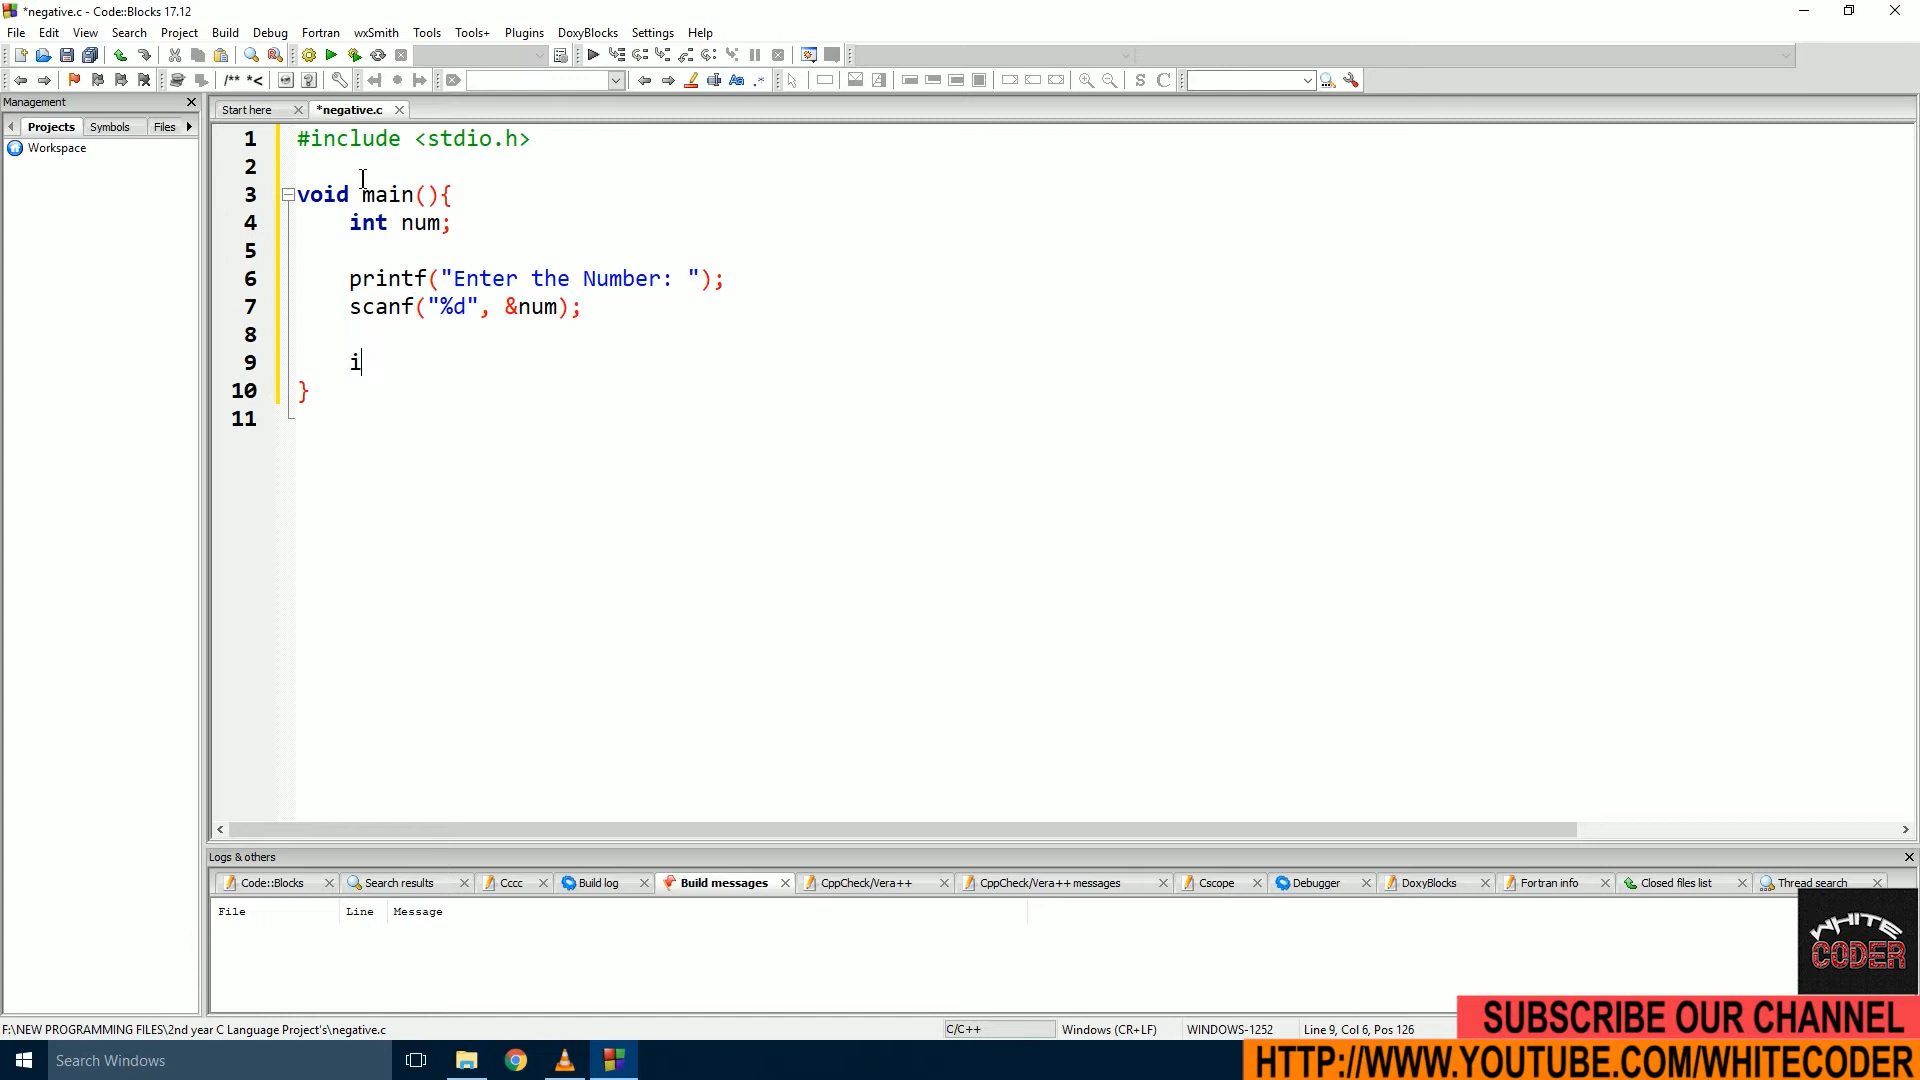 *negative.c - Code::Blocks 17.12
File Edit View Search Project Build Debug Fortran wxSmith Tools Tools+ Plugins DoxyBlocks Settings Help
/** *< S C
Management
Start here *negative.c
Projects Symbols Files
Workspace
1 #include <stdio.h>
2
3 void main(){
4 int num;
5
6 printf("Enter the Number: ");
7 scanf("%d", &num);
8
9 i
10 }
11
Logs & others
Code::Blocks Search results Cccc Build log Build messages CppCheck/Vera++ CppCheck/Vera++ messages Cscope Debugger DoxyBlocks Fortran info Closed files list Thread search
File Line Message
WHITE
CODER
F:\NEW PROGRAMMING FILES\2nd year C Language Project's\negative.c C/C++ Windows (CR+LF) WINDOWS-1252 Line 9, Col 6, Pos 126
SUBSCRIBE OUR CHANNEL
Search Windows
HTTP://WWW.YOUTUBE.COM/WHITECODER